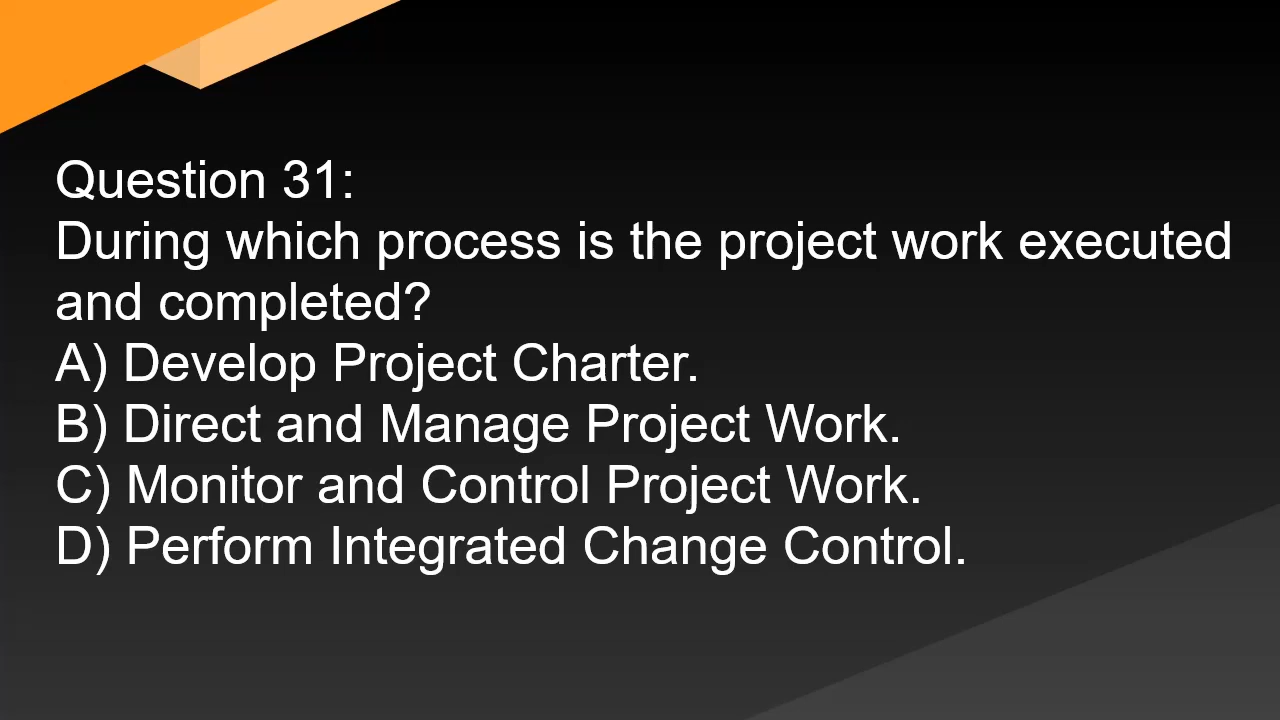 Question 31:
During which process is the project work executed
and completed?
A) Develop Project Charter.
B) Direct and Manage Project Work.
C) Monitor and Control Project Work.
D) Perform Integrated Change Control.